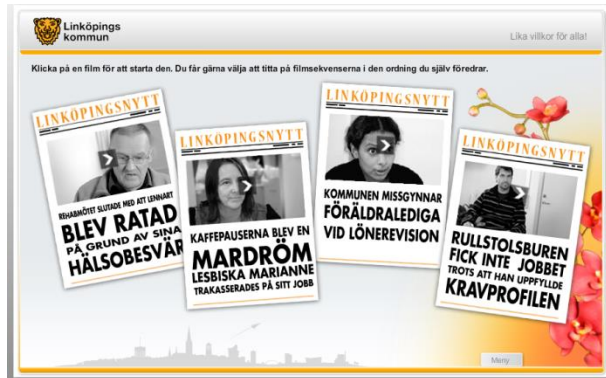 Linköpings
kommun
Lika villkor för alla!
Klicka på en film för att starta den. Du får gärna välja att titta på filmsekvenserna i den ordning du själv föredrar.
LINKÖPINGSNYTT
REHABMÖTET SLUTADE MED ATT LENNART
BLEV RATAD
PÅ GRUND AV SINA
HÄLSOBESVÄR
LINKÖPINGSNYTT
KAFFEPAUSERNA BLEV EN
MARDRÖM
LESBISKA MARIANNE
TRAKASSERADES PÅ SITT JOBB
LINKÖPINGSNYTT
KOMMUNEN MISSGYNNAR
FÖRÄLDRALEDIGA
VID LÖNEREVISION
LINKÖPINGSNYTT
RULLSTOLSBUREN
FICK INTE JOBBET
TROTS ATT HAN UPPFYLLDE
KRAVPROFILEN
Meny